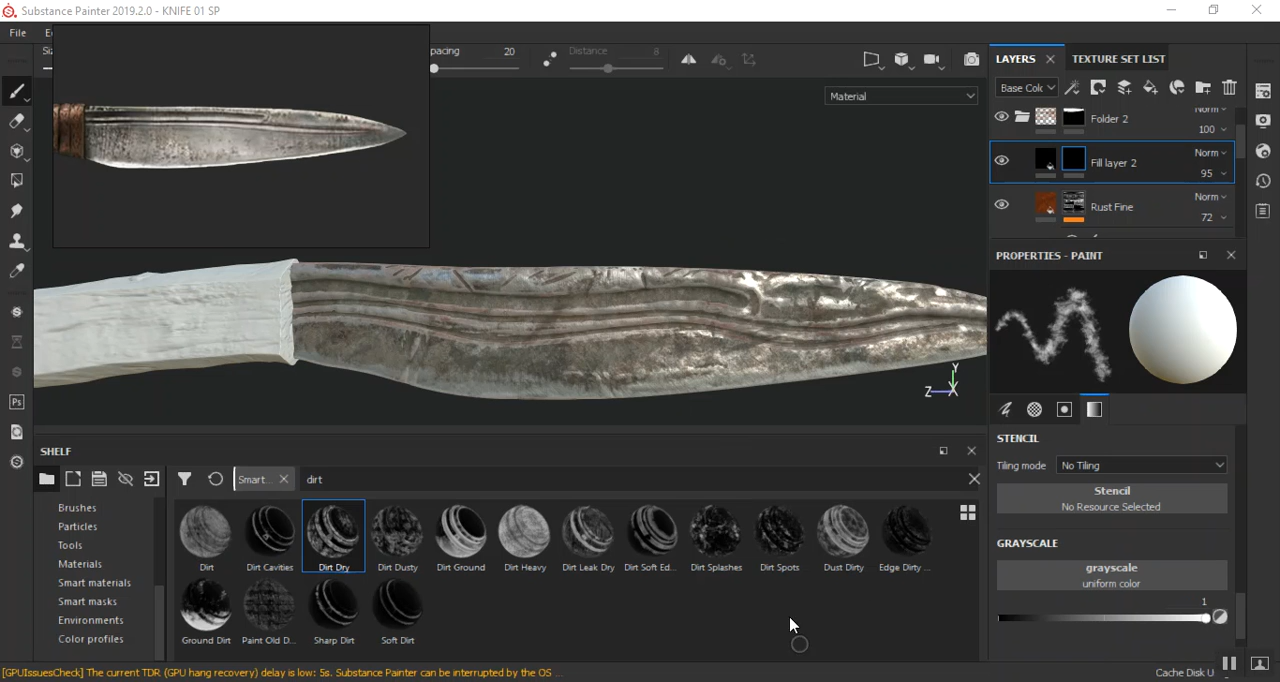 Substance Painter 2019.2.0 - KNIFE 01 SP
File
Si
pacing 20 Distance 8
Material
LAYERS TEXTURE SET LIST
Base Col
Norm
Folder 2
100
Norm
Fill layer 2
95
Norm
Rust Fine
72
PROPERTIES - PAINT
Y
Z X
STENCIL
Tiling mode No Tiling
Stencil
No Resource Selected
GRAYSCALE
grayscale
uniform color
1
SHELF
Smart... dirt
Brushes
Particles
Tools
Materials
Smart materials
Smart masks
Environments
Color profiles
Dirt Dirt Cavities Dirt Dry Dirt Dusty Dirt Ground Dirt Heavy Dirt Leak Dry Dirt Soft Ed... Dirt Splashes Dirt Spots Dust Dirty Edge Dirty ...
Ground Dirt Paint Old D... Sharp Dirt Soft Dirt
Ps
[GPUIssuesCheck] The current TDR (GPU hang recovery) delay is low: 5s. Substance Painter can be interrupted by the OS ...
Cache Disk U